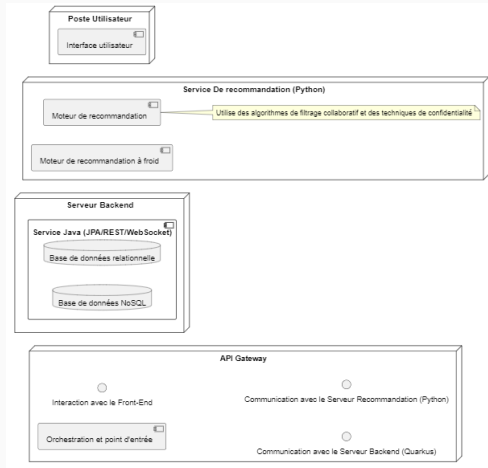 Poste Utilisateur
Interface utilisateur
Service De recommandation (Python)
Moteur de recommandation
Utilise des algorithmes de filtrage collaboratif et des techniques de confidentialité
Moteur de recommandation à froid
Serveur Backend
Service Java (JPA/REST/WebSocket)
Base de données relationnelle
Base de données NoSQL
API Gateway
Interaction avec le Front-End
Communication avec le Serveur Recommandation (Python)
Orchestration et point d'entrée
Communication avec le Serveur Backend (Quarkus)